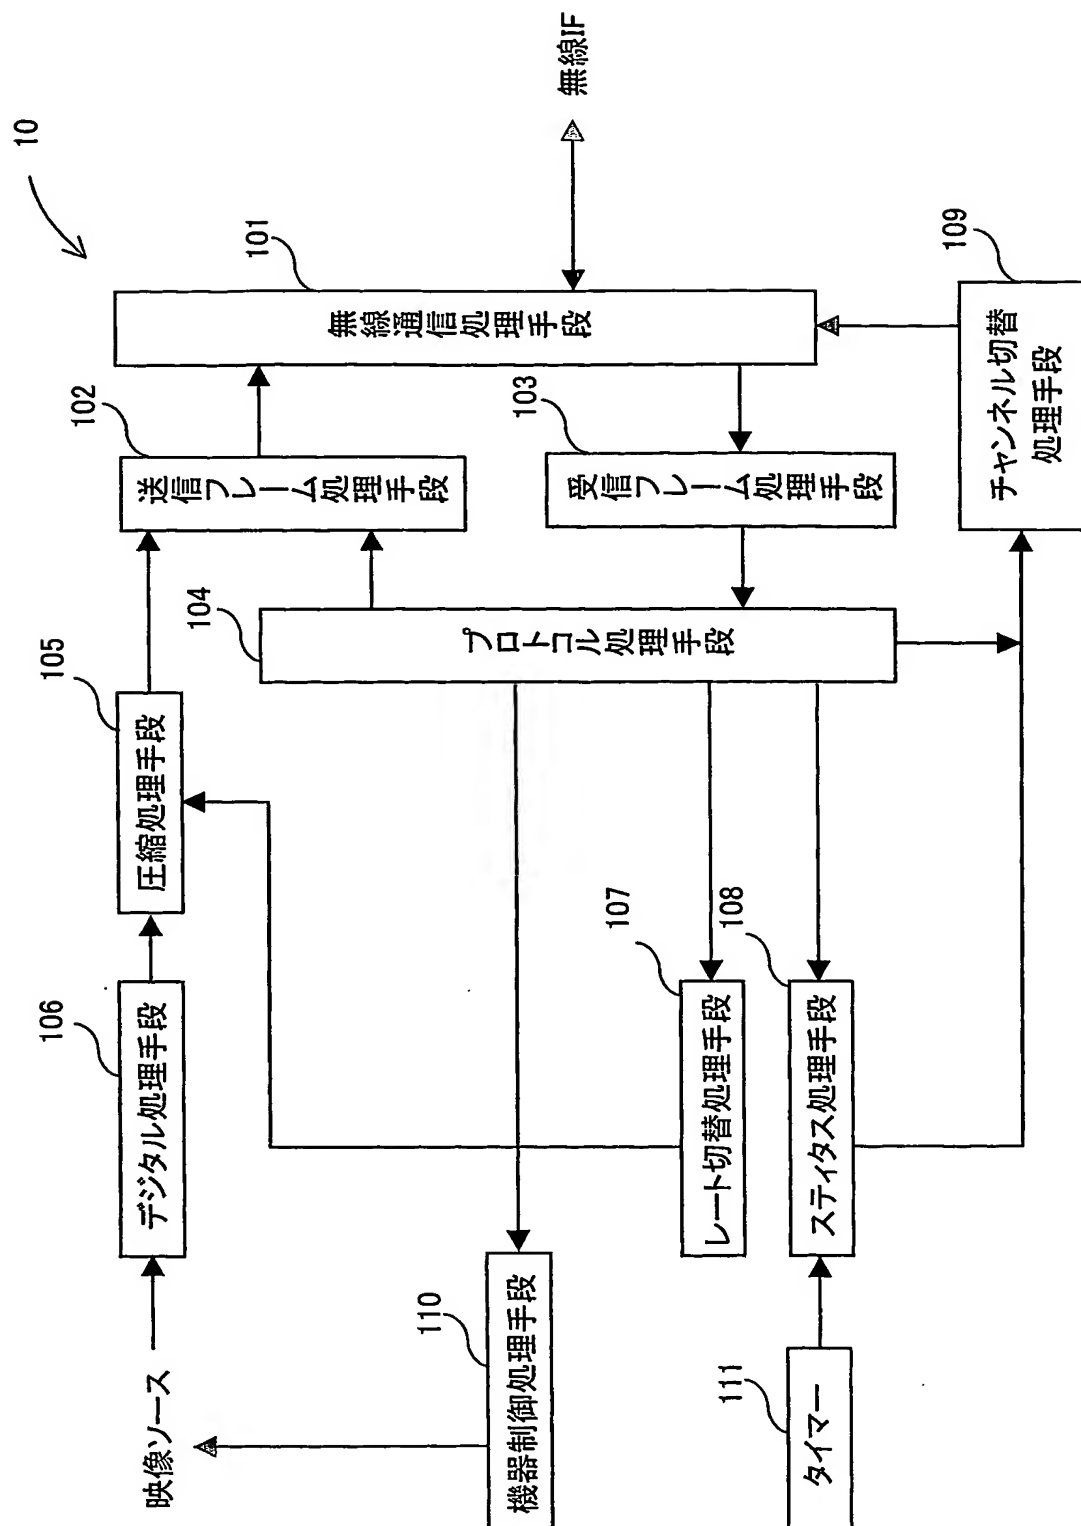 10
映像ソース
106
デジタル処理手段
105
圧縮処理手段
102
送信フレーム処理手段
101
無線通信処理手段
無線IF
104
プロトコル処理手段
103
受信フレーム処理手段
110
機器制御処理手段
107
レート切替処理手段
108
スティタス処理手段
111
タイマー
109
チャンネル切替
処理手段